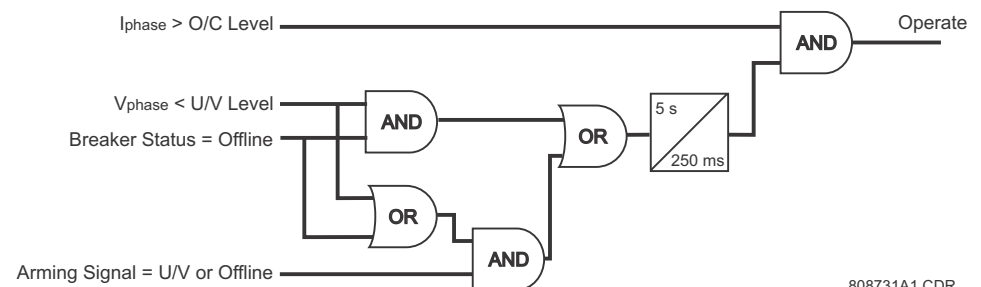 Iphase > O/C Level
AND
Operate
Vphase < U/V Level
AND
Breaker Status = Offline
OR
5 s
250 ms
OR
AND
Arming Signal = U/V or Offline
808731A1.CDR